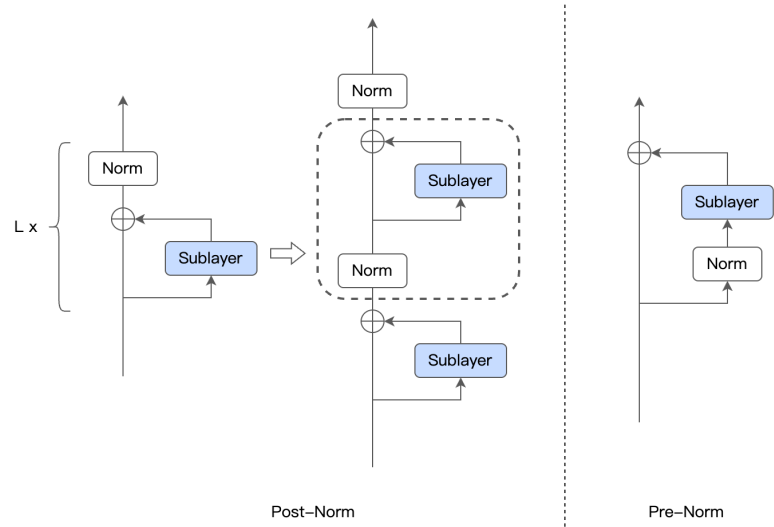 Norm
L x
Sublayer
Norm
Sublayer
Norm
Sublayer
Post-Norm
Sublayer
Norm
Pre-Norm